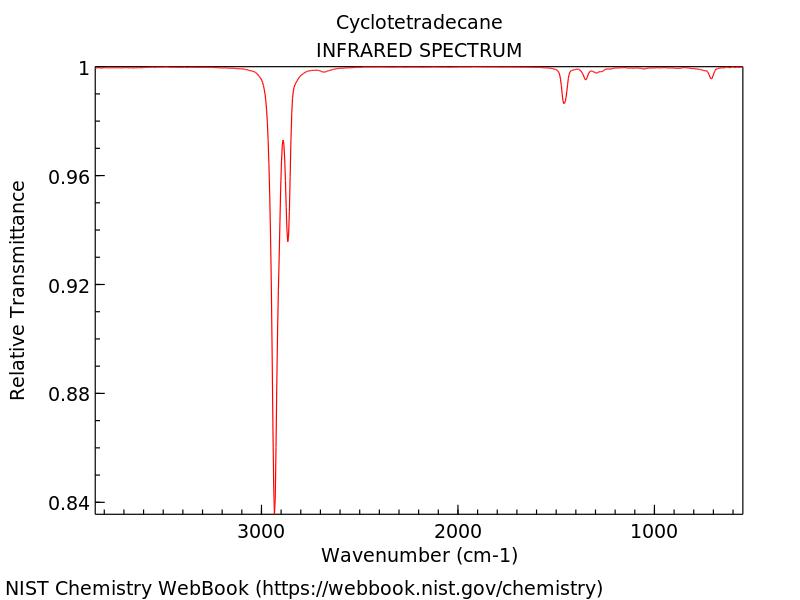 Cyclotetradecane
INFRARED SPECTRUM
1
0.96
0.92
0.88
0.84
Relative Transmittance
3000 2000 1000
Wavenumber (cm-1)
NIST Chemistry WebBook (https://webbook.nist.gov/chemistry)